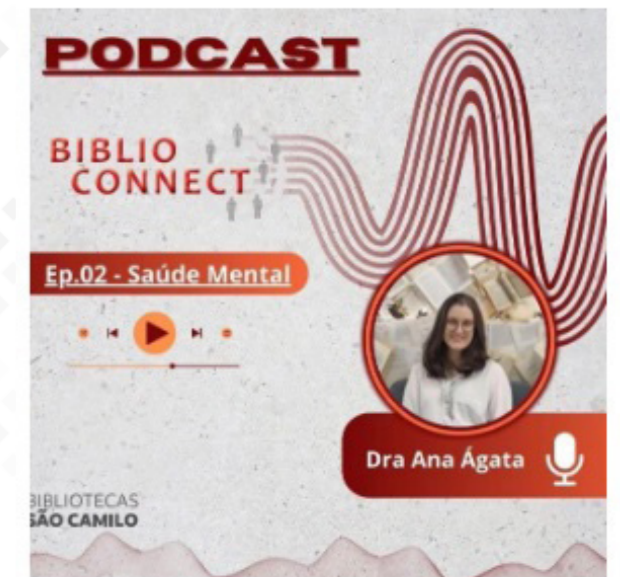 PODCAST
BIBLIO
CONNECT
Ep.02 - Saúde Mental
Dra Ana Ágata
BIBLIOTECAS
SÃO CAMILO